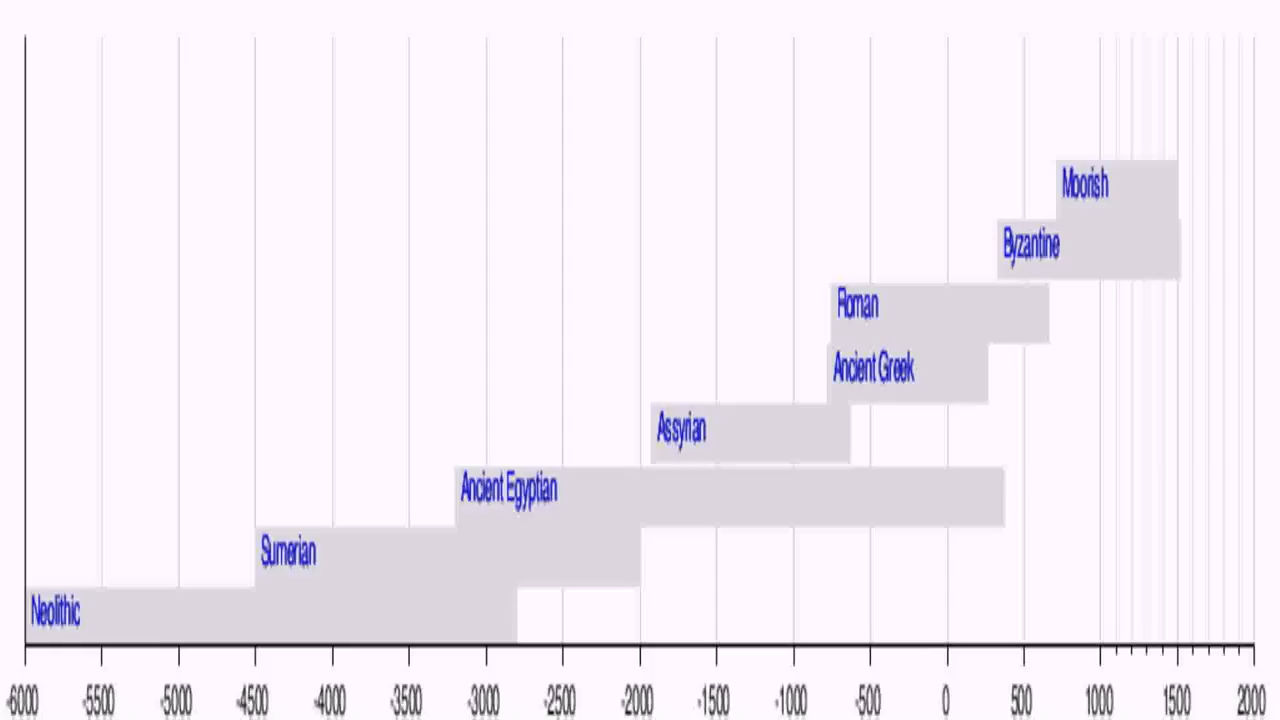 Moorish
Byzantine
Roman
Ancient Greek
Assyrian
Ancient Egyptian
Sumerian
Neolithic
-6000 -5500 -5000 -4500 -4000 -3500 -3000 -2500 -2000 -1500 -1000 -500 0 500 1000 1500 2000